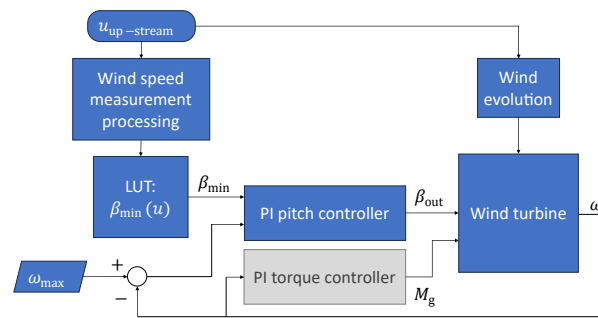 u_up−stream
Wind speed
measurement
processing
Wind
evolution
LUT:
β_min (u)
β_min
PI pitch controller
β_out
Wind turbine
ω
ω_max
+
−
PI torque controller
M_g